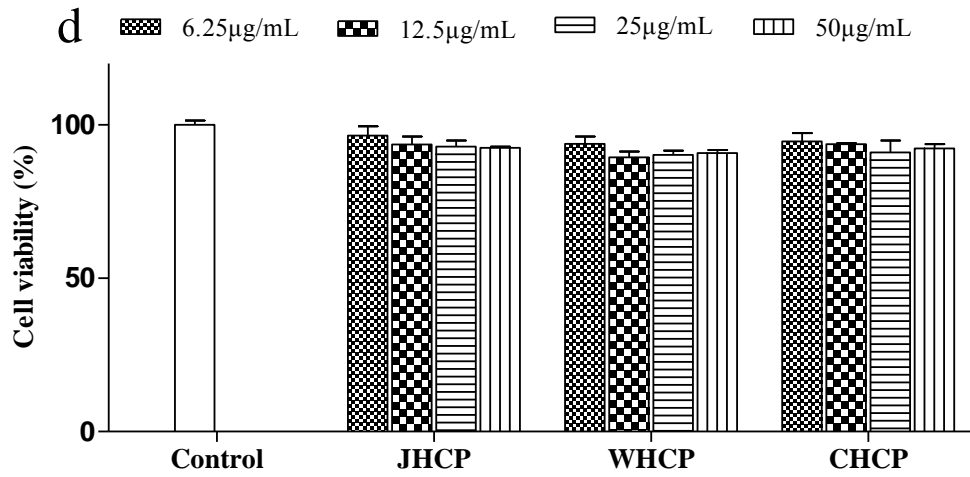 d 6.25µg/mL 12.5µg/mL 25µg/mL 50µg/mL
100
50
0
Cell viability (%)
Control JHCP WHCP CHCP